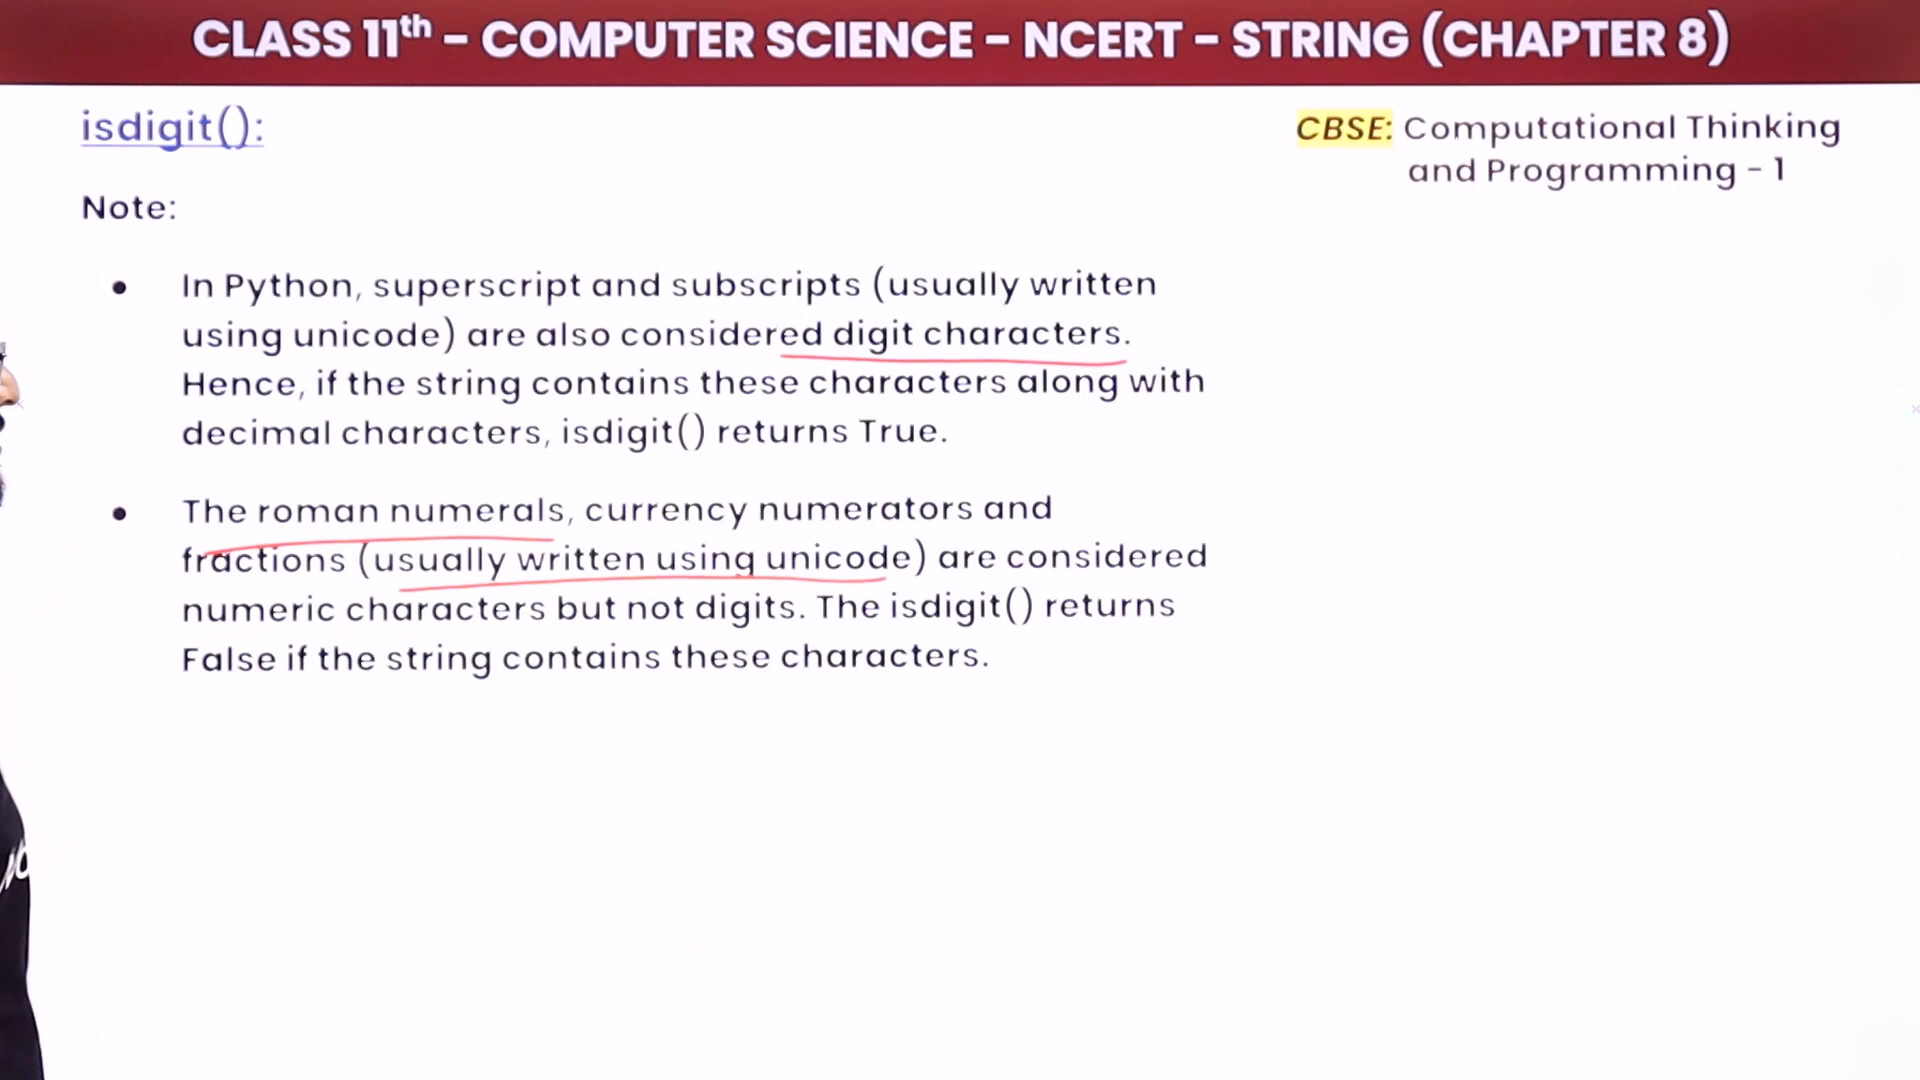 CLASS 11th - COMPUTER SCIENCE - NCERT - STRING (CHAPTER 8)
isdigit():
CBSE: Computational Thinking
and Programming - 1
Note:
• In Python, superscript and subscripts (usually written
using unicode) are also considered digit characters.
Hence, if the string contains these characters along with
decimal characters, isdigit() returns True.
• The roman numerals, currency numerators and
fractions (usually written using unicode) are considered
numeric characters but not digits. The isdigit() returns
False if the string contains these characters.